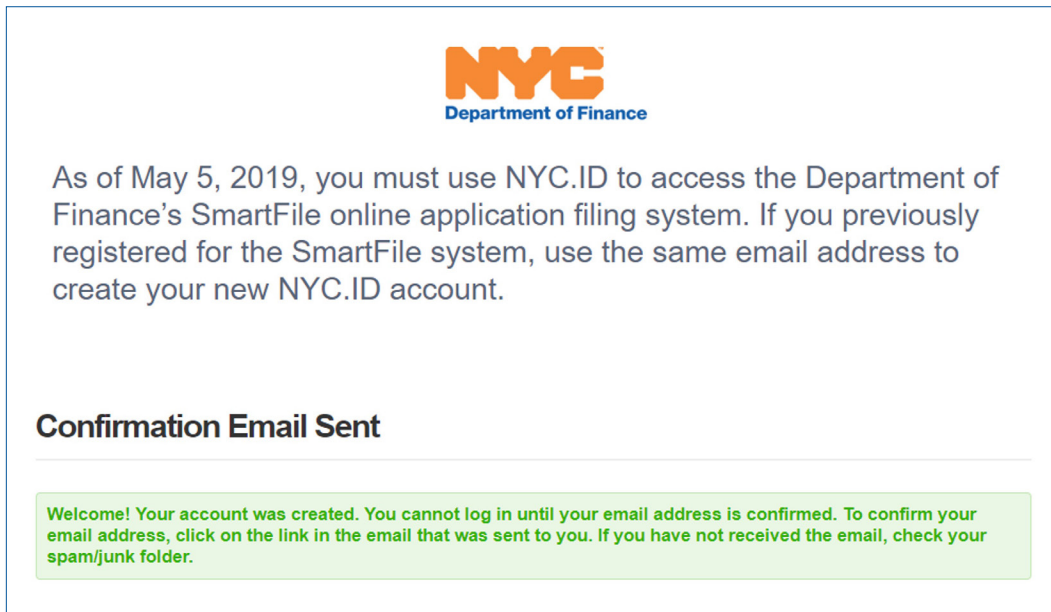 NYC
Department of Finance
As of May 5, 2019, you must use NYC.ID to access the Department of
Finance's SmartFile online application filing system. If you previously
registered for the SmartFile system, use the same email address to
create your new NYC.ID account.
Confirmation Email Sent
Welcome! Your account was created. You cannot log in until your email address is confirmed. To confirm your
email address, click on the link in the email that was sent to you. If you have not received the email, check your
spam/junk folder.